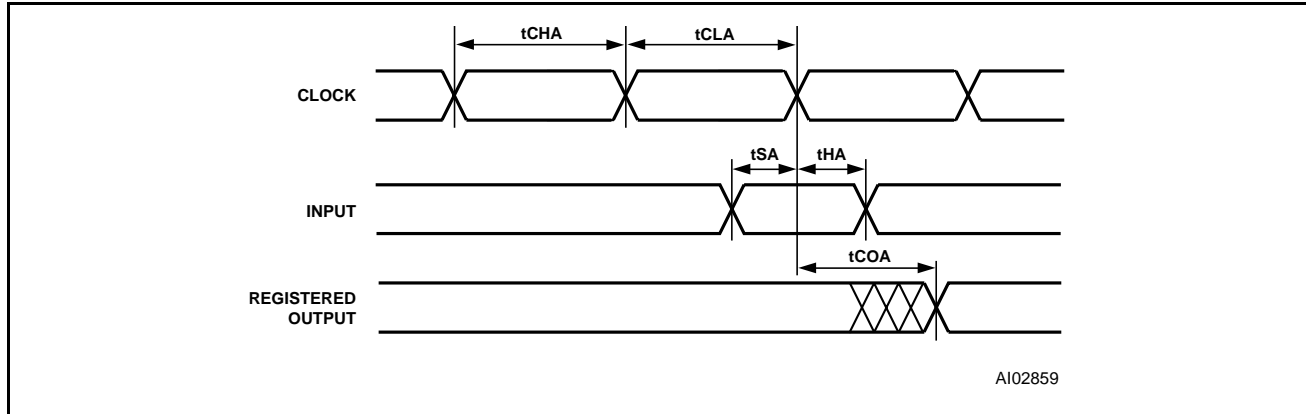 tCHA tCLA
CLOCK
tSA tHA
INPUT
tCOA
REGISTERED
OUTPUT
AI02859